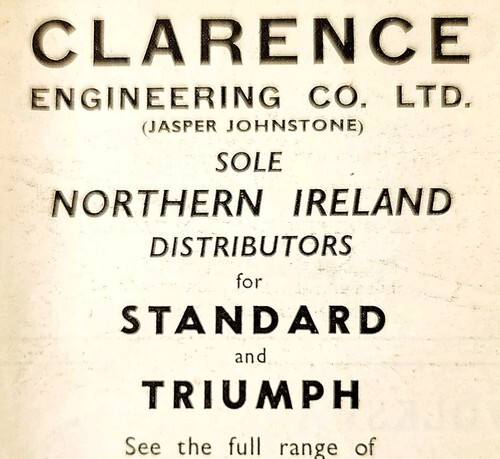 CLARENCE
ENGINEERING CO. LTD.
(JASPER JOHNSTONE)
SOLE
NORTHERN IRELAND
DISTRIBUTORS
for
STANDARD
and
TRIUMPH
See the full range of